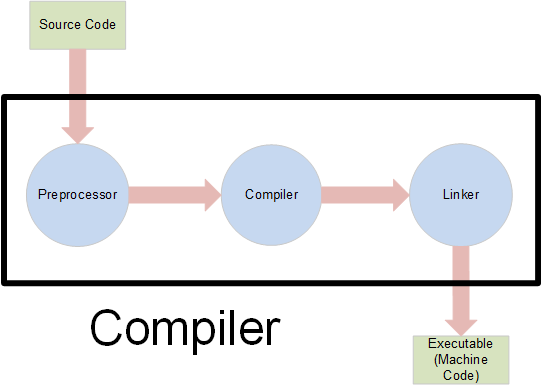 Source Code
Preprocessor
Compiler
Linker
Compiler
Executable
(Machine
Code)